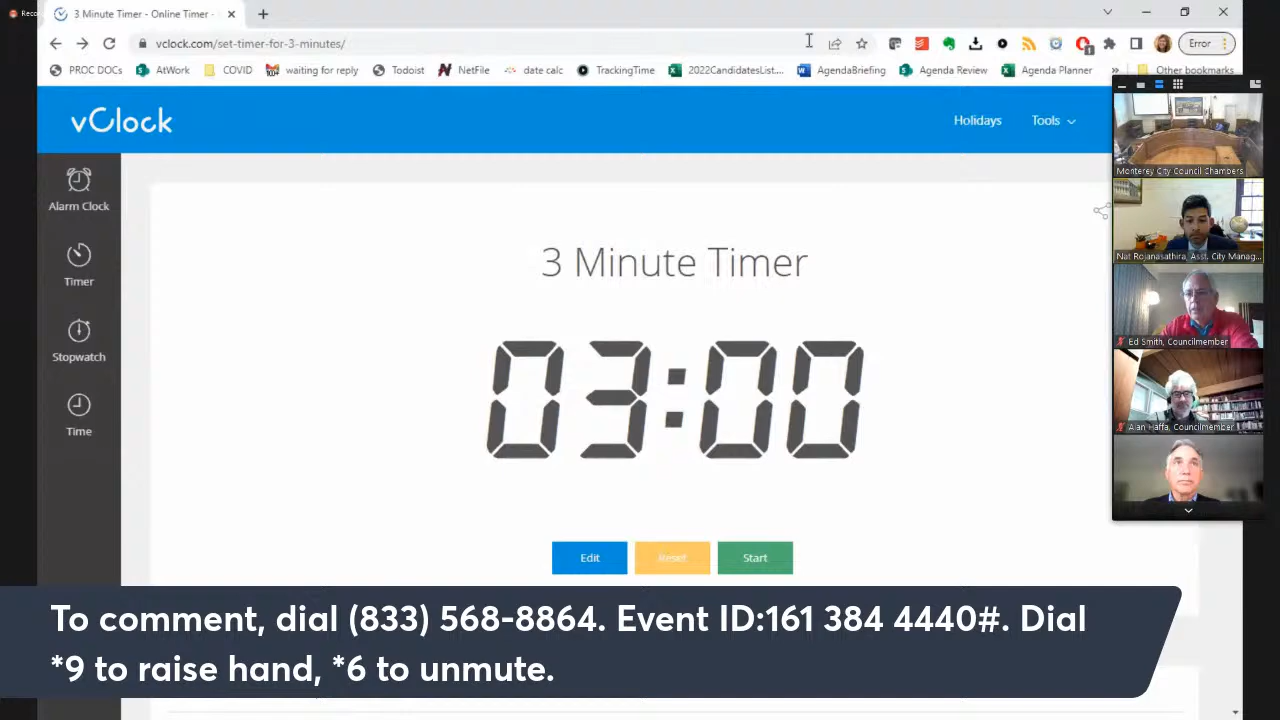 Reco
3 Minute Timer - Online Timer -
vclock.com/set-timer-for-3-minutes/
1
Error
PROC DOCs
AtWork
COVID
waiting for reply
Todoist
NetFile
date calc
TrackingTime
2022CandidatesList...
AgendaBriefing
Agenda Review
Agenda Planner
»
Other bookmarks
vClock
Holidays
Tools
Alarm Clock
Timer
Stopwatch
Time
3 Minute Timer
03:00
Edit
Reset
Start
Monterey City Council Chambers
Nat Rojanasathira, Asst. City Manag...
Ed Smith, Councilmember
Alan Haffa, Councilmember
To comment, dial (833) 568-8864. Event ID:161 384 4440#. Dial
*9 to raise hand, *6 to unmute.